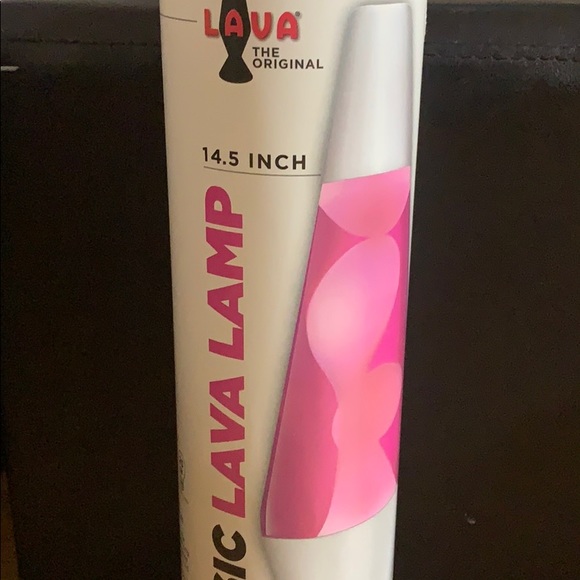 LAVA®
THE
ORIGINAL
14.5 INCH
SIC LAVA LAMP